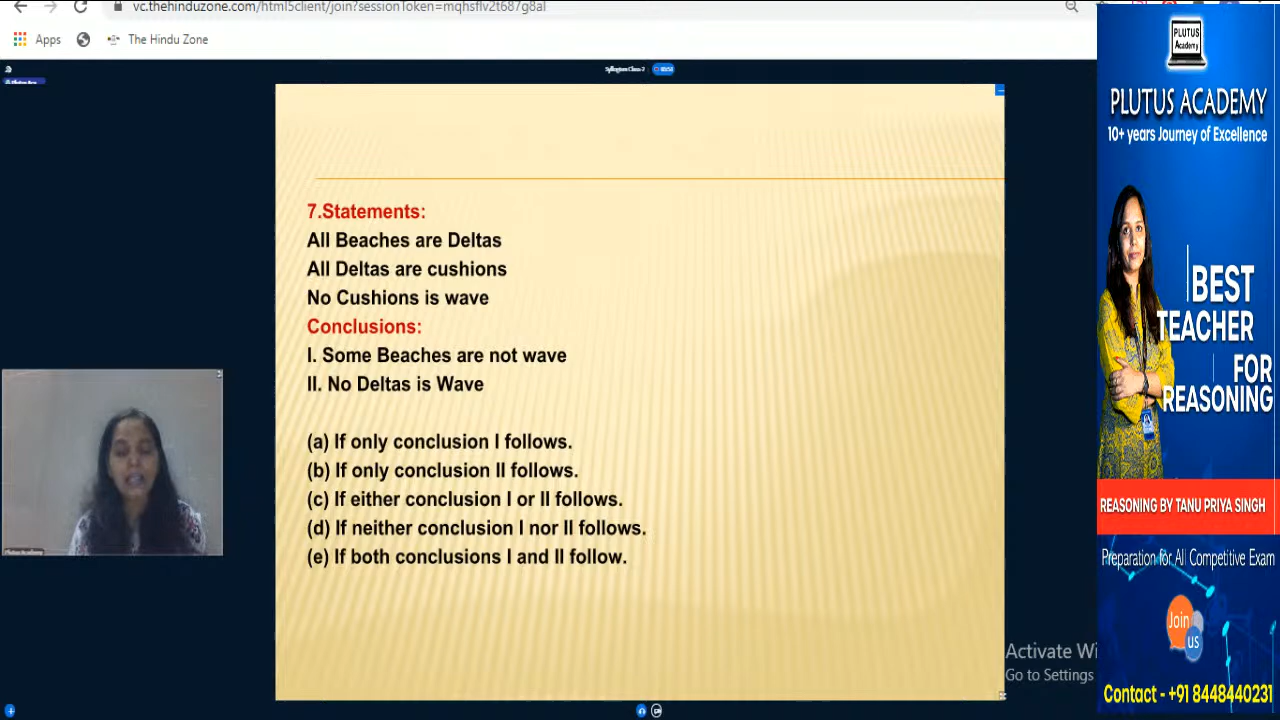 vc.thehinduzone.com/html5client/join?sessionToken=mqhsflv2t687g8al
Apps
The Hindu Zone
Syllogism Class-2
PLUTUS
Academy
PLUTUS ACADEMY
10+ years Journey of Excellence
7.Statements:
All Beaches are Deltas
All Deltas are cushions
No Cushions is wave
Conclusions:
I. Some Beaches are not wave
II. No Deltas is Wave
(a) If only conclusion I follows.
(b) If only conclusion II follows.
(c) If either conclusion I or II follows.
(d) If neither conclusion I nor II follows.
(e) If both conclusions I and II follow.
BEST
TEACHER
FOR
REASONING
REASONING BY TANU PRIYA SINGH
Preparation for All Competitive Exam
Join
us
Contact - +91 8448440231
Activate Wi
Go to Settings
Plutus Academy